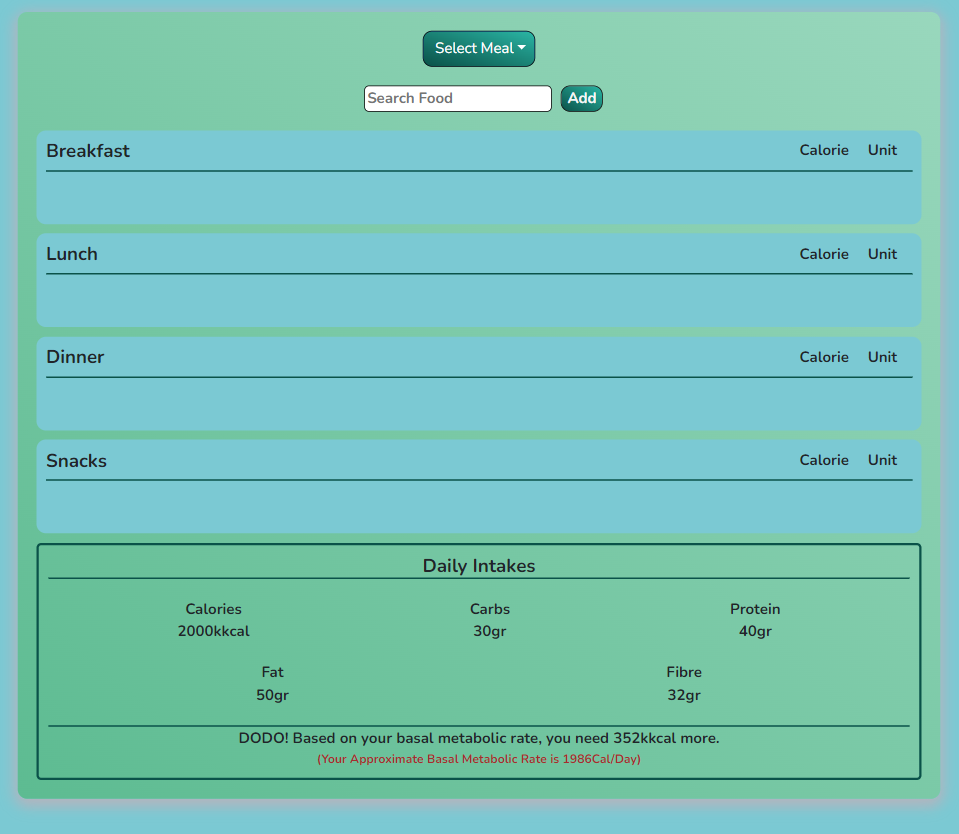 Select Meal
Search Food Add
Breakfast Calorie Unit
Lunch Calorie Unit
Dinner Calorie Unit
Snacks Calorie Unit
Daily Intakes
Calories Carbs Protein
2000kkcal 30gr 40gr
Fat Fibre
50gr 32gr
DODO! Based on your basal metabolic rate, you need 352kkcal more.
(Your Approximate Basal Metabolic Rate is 1986Cal/Day)